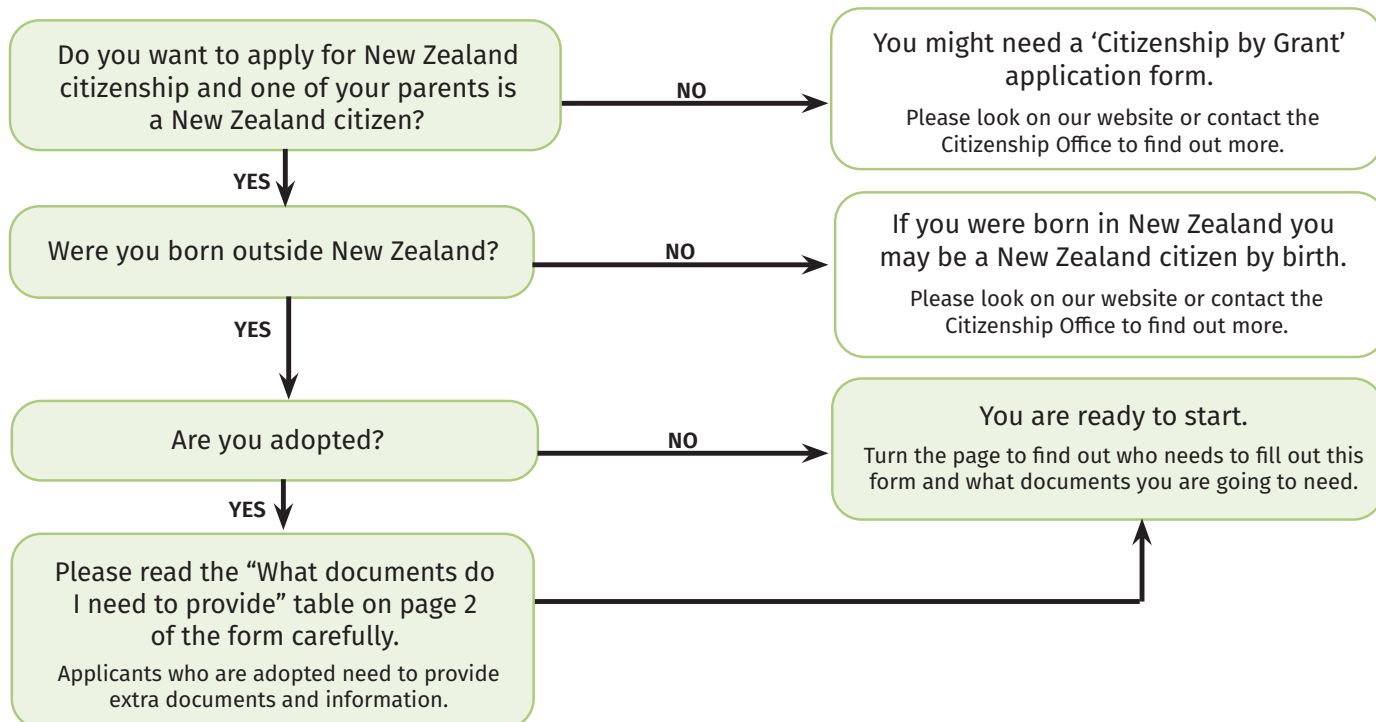 Do you want to apply for New Zealand
citizenship and one of your parents is
a New Zealand citizen?
NO
You might need a ‘Citizenship by Grant’
application form.
Please look on our website or contact the
Citizenship Office to find out more.
YES
Were you born outside New Zealand?
NO
If you were born in New Zealand you
may be a New Zealand citizen by birth.
Please look on our website or contact the
Citizenship Office to find out more.
YES
Are you adopted?
NO
You are ready to start.
Turn the page to find out who needs to fill out this
form and what documents you are going to need.
YES
Please read the “What documents do
I need to provide” table on page 2
of the form carefully.
Applicants who are adopted need to provide
extra documents and information.